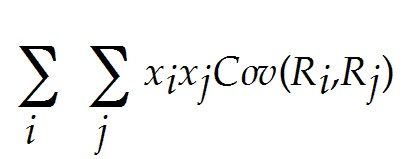 ∑ ∑ xixjCov(Ri,Rj)
i j